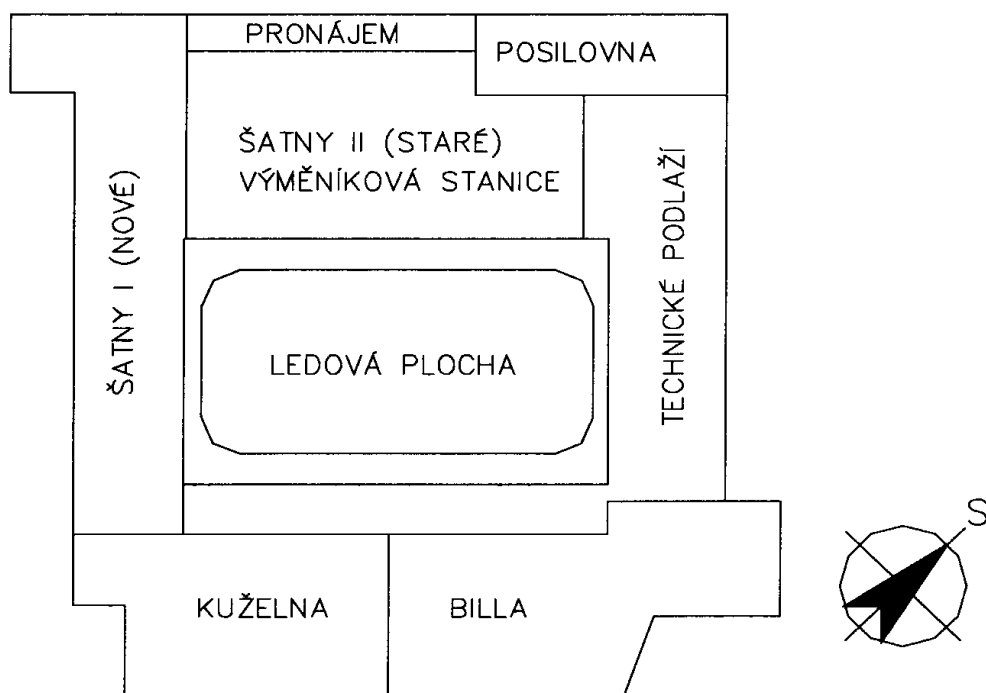 PRONÁJEM
POSILOVNA
ŠATNY II (STARÉ)
VÝMĚNÍKOVÁ STANICE
ŠATNY I (NOVÉ)
TECHNICKÉ PODLAŽÍ
LEDOVÁ PLOCHA
S
KUŽELNA
BILLA